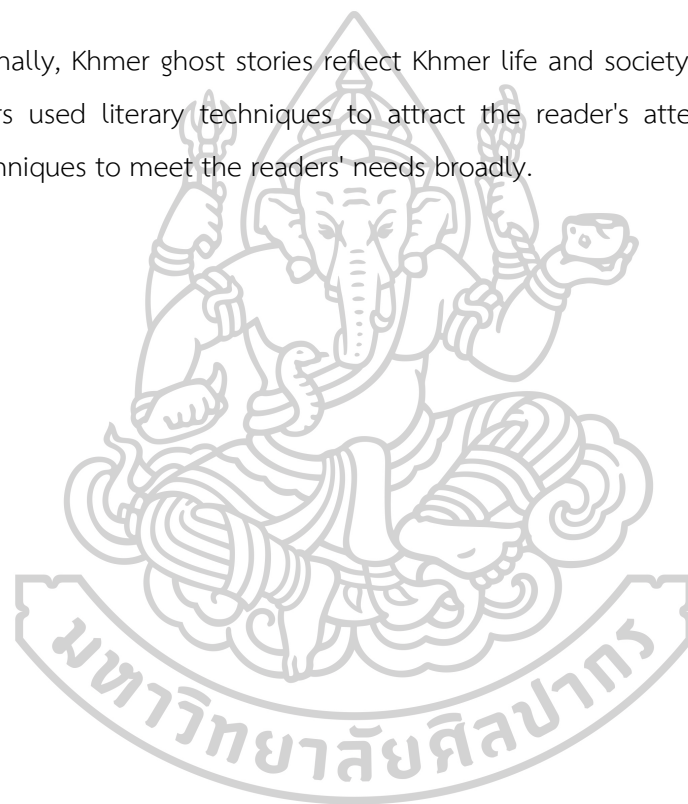 nally, Khmer ghost stories reflect Khmer life and society
rs used literary techniques to attract the reader's atte
hniques to meet the readers' needs broadly.
มหาวิทยาลัยศิลปากร